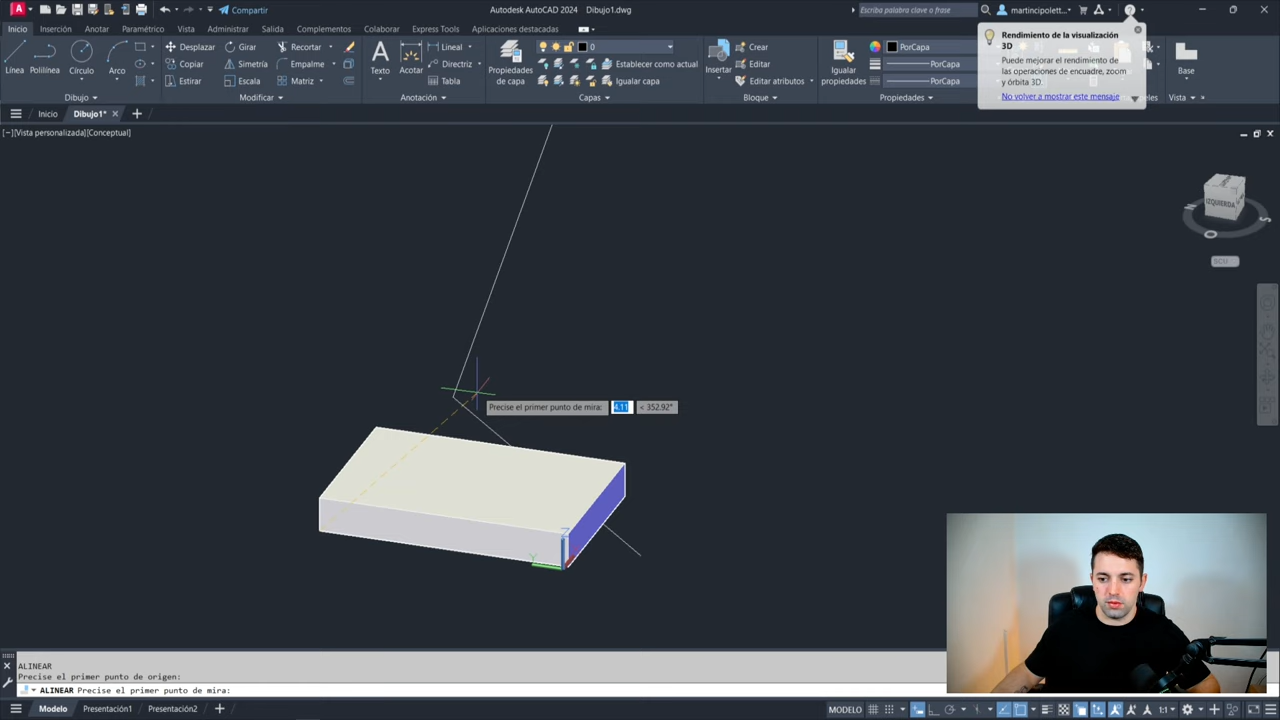 Compartir
Autodesk AutoCAD 2024 Dibujo1.dwg
Escriba palabra clave o frase
martincipolett...
Inicio Inserción Anotar Paramétrico Vista Administrar Salida Complementos Colaborar Express Tools Aplicaciones destacadas
Línea Polilínea Círculo Arco
Desplazar Girar Recortar
Copiar Simetría Empalme
Estirar Escala Matriz
Texto Acotar
Lineal
Directriz
Tabla
Propiedades de capa
0
Establecer como actual
Igualar capa
Insertar
Crear
Editar
Editar atributos
Igualar propiedades
PorCapa
PorCapa
PorCapa
Base
Dibujo Modificar Anotación Capas Bloque Propiedades Vista
Rendimiento de la visualización 3D
Puede mejorar el rendimiento de
las operaciones de encuadre, zoom
y órbita 3D.
No volver a mostrar este mensaje
Inicio Dibujo1*
[−][Vista personalizada][Conceptual]
IZQUIERDA
N
O
S
SCU
Precise el primer punto de mira: 4.11 < 352.92°
Z
Y
ALINEAR
Precise el primer punto de origen:
ALINEAR Precise el primer punto de mira:
Modelo Presentación1 Presentación2
MODELO
1:1